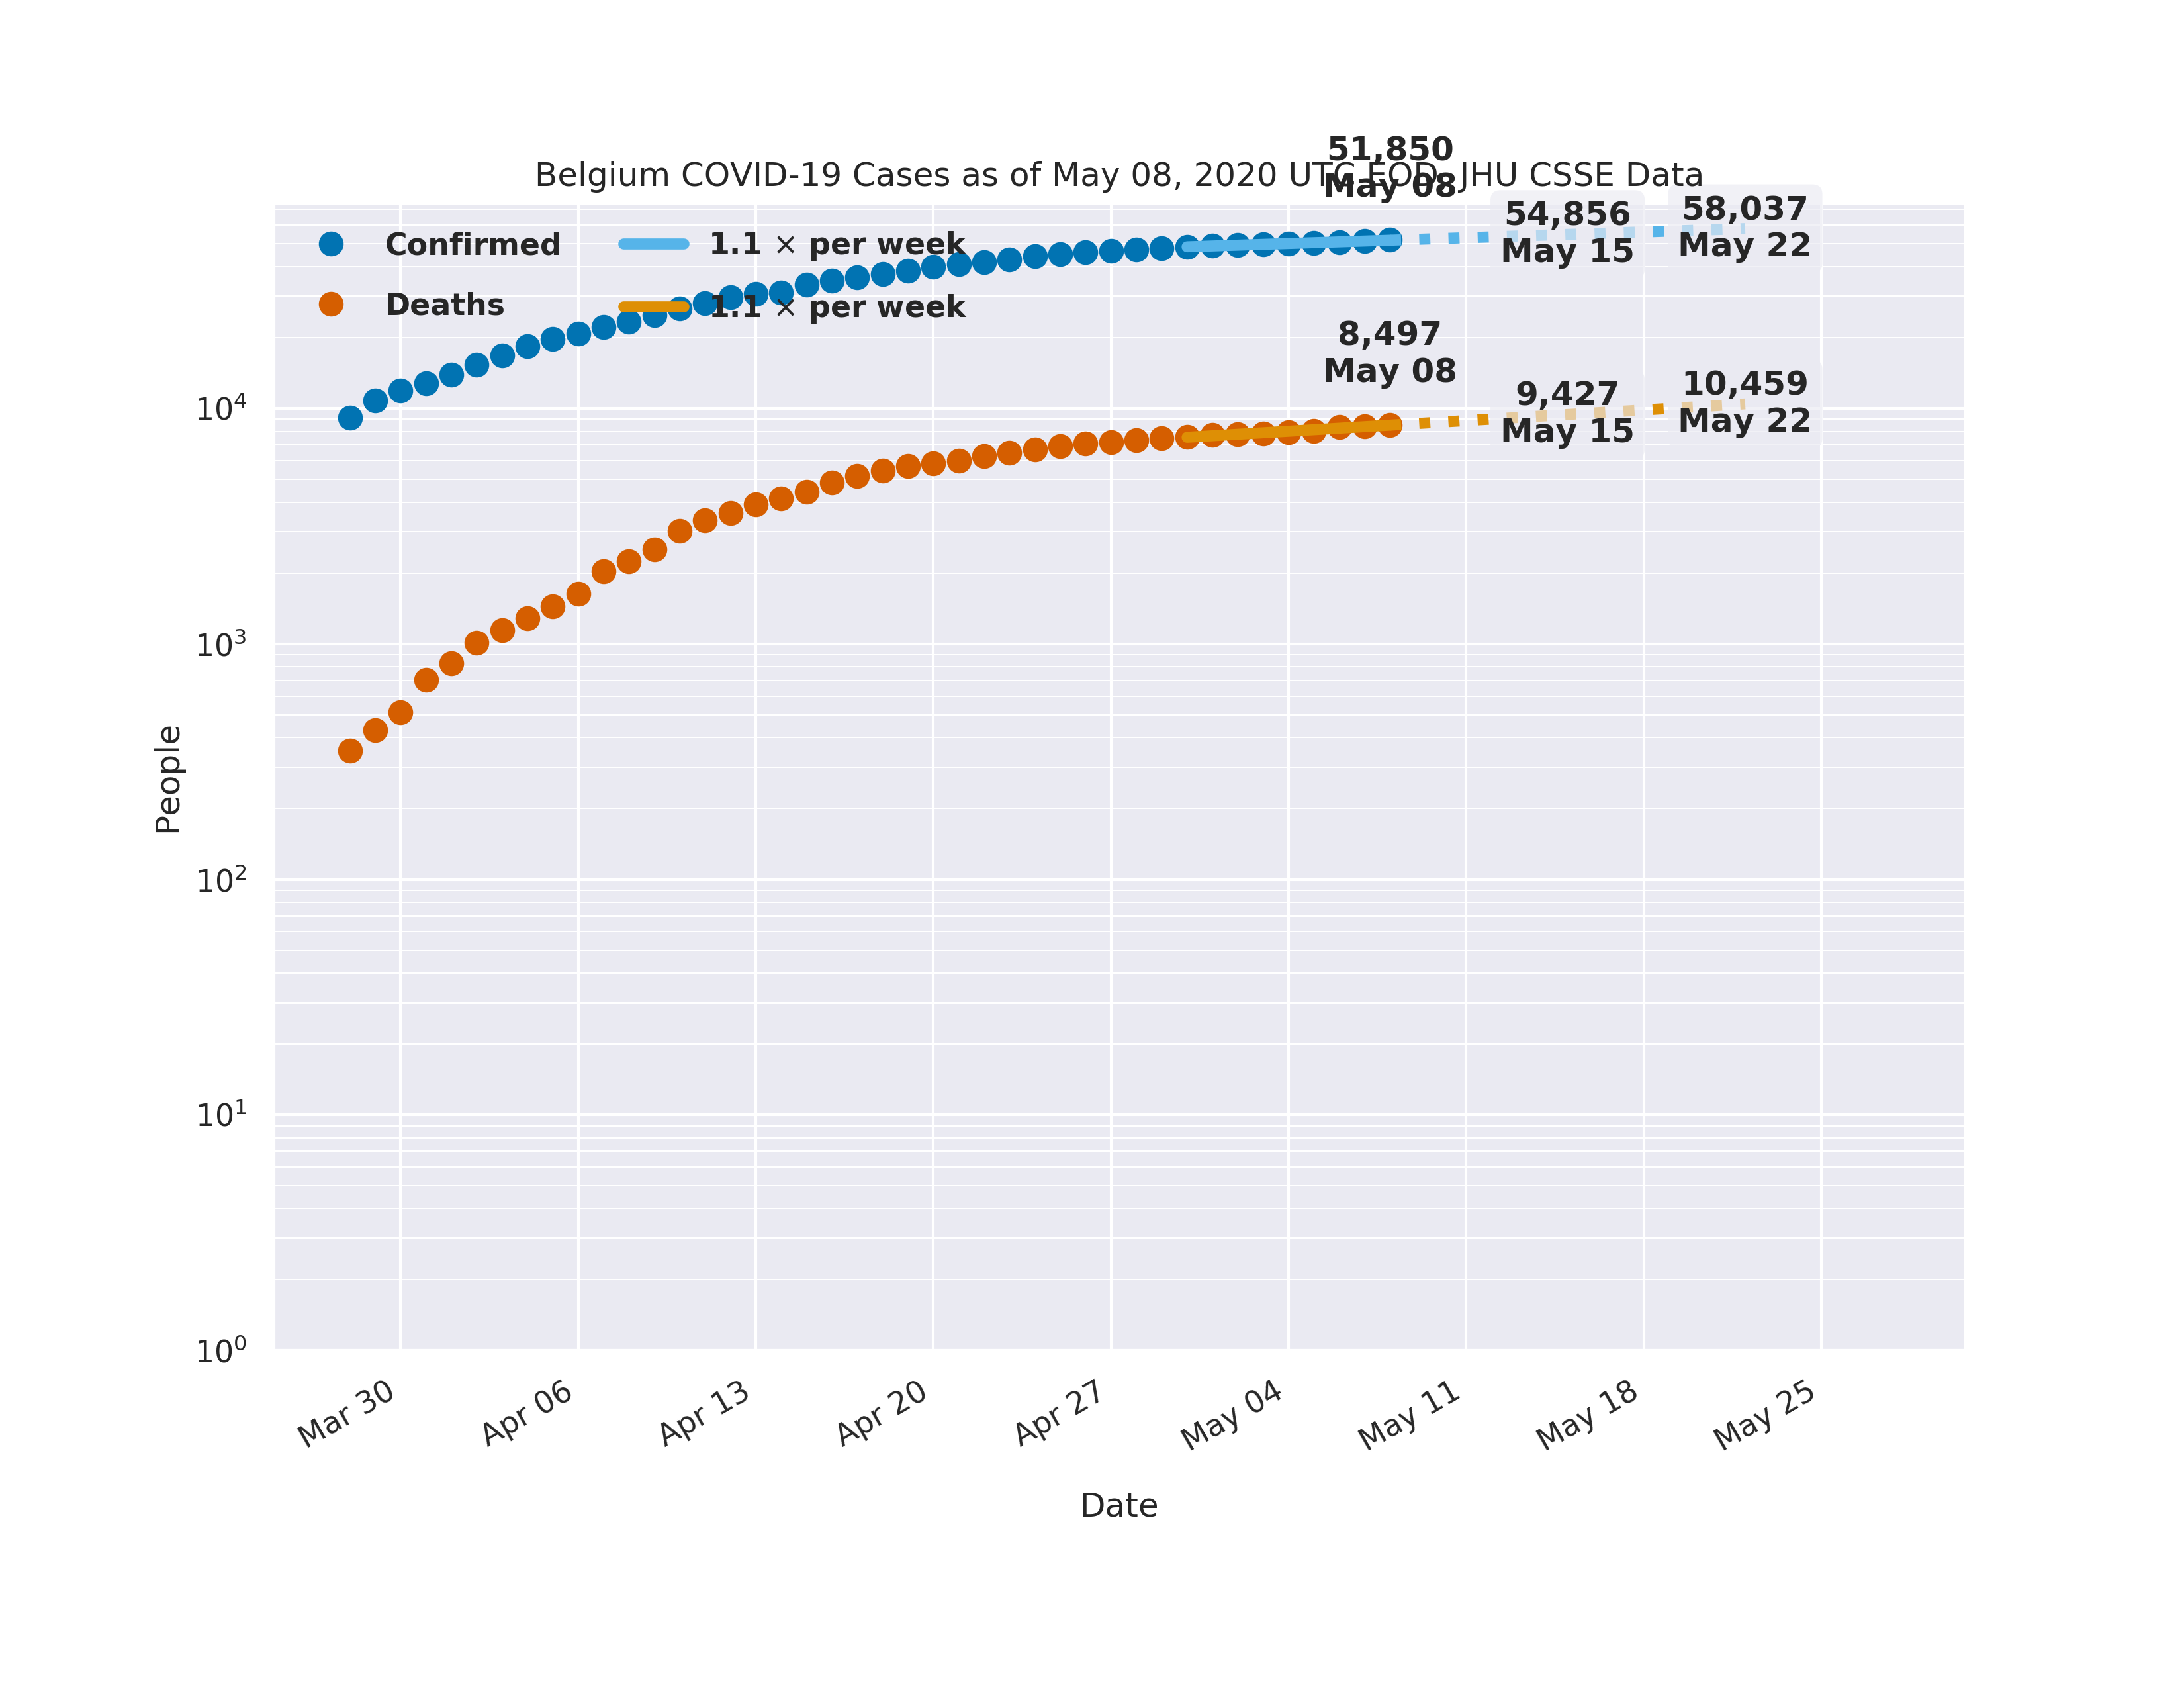 51,850
May 08
Belgium COVID-19 Cases as of May 08, 2020 UTC EOD, JHU CSSE Data
54,856
May 15
58,037
May 22
Confirmed
1.1 × per week
Deaths
1.1 × per week
8,497
May 08
9,427
May 15
10,459
May 22
People
10⁴
10³
10²
10¹
10⁰
Mar 30
Apr 06
Apr 13
Apr 20
Apr 27
May 04
May 11
May 18
May 25
Date